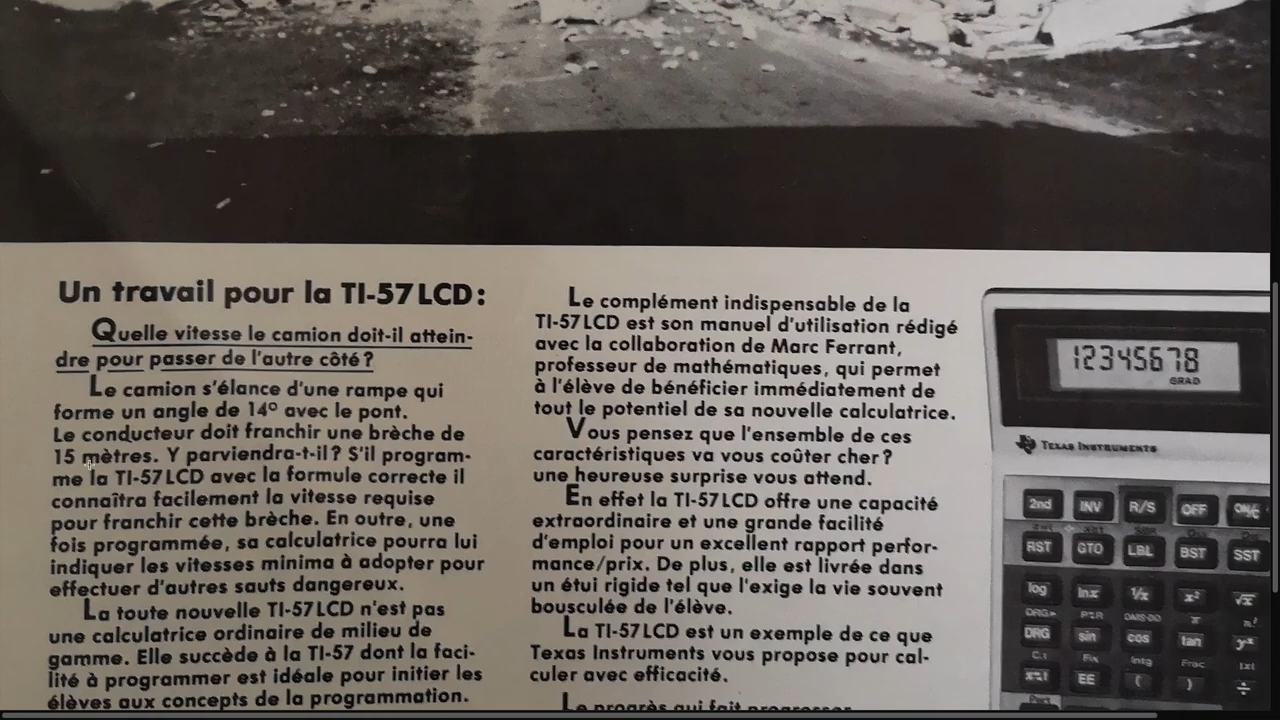 Un travail pour la TI-57 LCD:
Quelle vitesse le camion doit-il attein-
dre pour passer de l'autre côté?
Le camion s'élance d'une rampe qui
forme un angle de 14° avec le pont.
Le conducteur doit franchir une brèche de
15 mètres. Y parviendra-t-il? S'il program-
me la TI-57 LCD avec la formule correcte il
connaîtra facilement la vitesse requise
pour franchir cette brèche. En outre, une
fois programmée, sa calculatrice pourra lui
indiquer les vitesses minima à adopter pour
effectuer d'autres sauts dangereux.
La toute nouvelle TI-57 LCD n'est pas
une calculatrice ordinaire de milieu de
gamme. Elle succède à la TI-57 dont la faci-
lité à programmer est idéale pour initier les
élèves aux concepts de la programmation.
Le complément indispensable de la
TI-57 LCD est son manuel d'utilisation rédigé
avec la collaboration de Marc Ferrant,
professeur de mathématiques, qui permet
à l'élève de bénéficier immédiatement de
tout le potentiel de sa nouvelle calculatrice.
Vous pensez que l'ensemble de ces
caractéristiques va vous coûter cher?
une heureuse surprise vous attend.
En effet la TI-57 LCD offre une capacité
extraordinaire et une grande facilité
d'emploi pour un excellent rapport perfor-
mance/prix. De plus, elle est livrée dans
un étui rigide tel que l'exige la vie souvent
bousculée de l'élève.
La TI-57 LCD est un exemple de ce que
Texas Instruments vous propose pour cal-
culer avec efficacité.
Le progrès qui fait progresser
12345678
GRAD
TEXAS INSTRUMENTS
2nd INV R/S OFF ON/C
RST GTO LBL BST SST
log lnx 1/x x² √x
DRG▸ P▸R DMS-DD π n!
DRG sin cos tan yˣ
C.t Fix Intg Frac |x|
x⇄t EE ( ) ÷